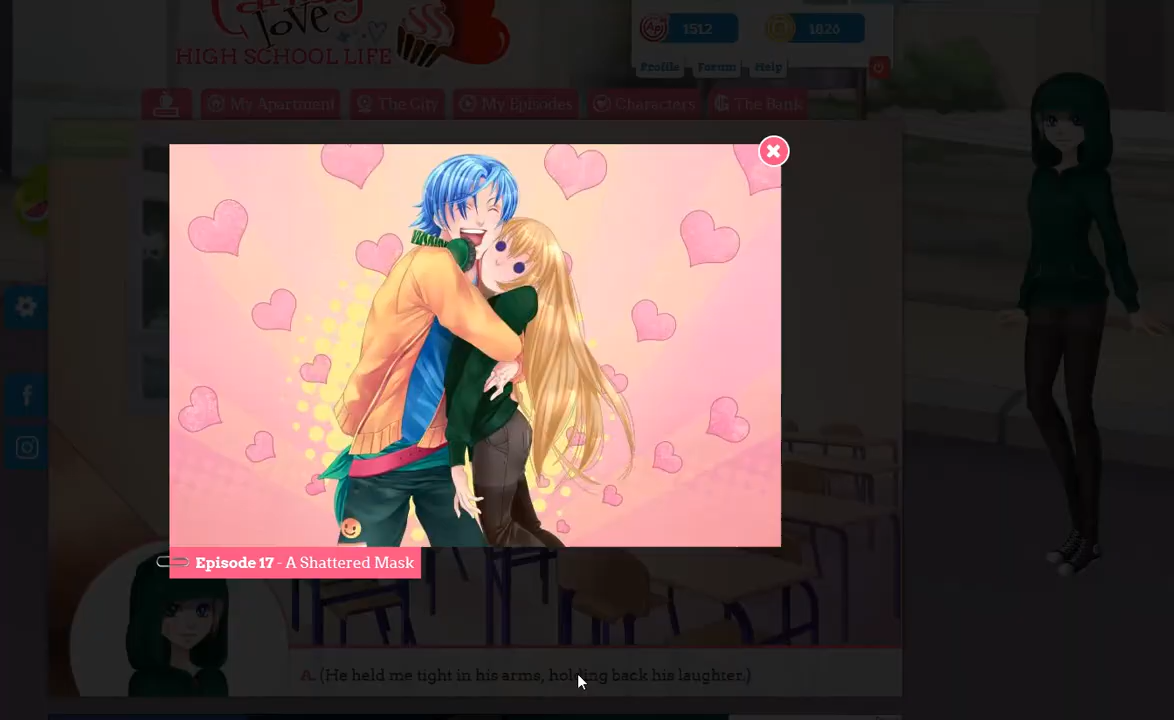 love
HIGH SCHOOL LIFE
1512
1826
Profile
Forum
Help
My Apartment
The City
My Episodes
Characters
The Bank
Episode 17 - A Shattered Mask
A. (He held me tight in his arms, holding back his laughter.)